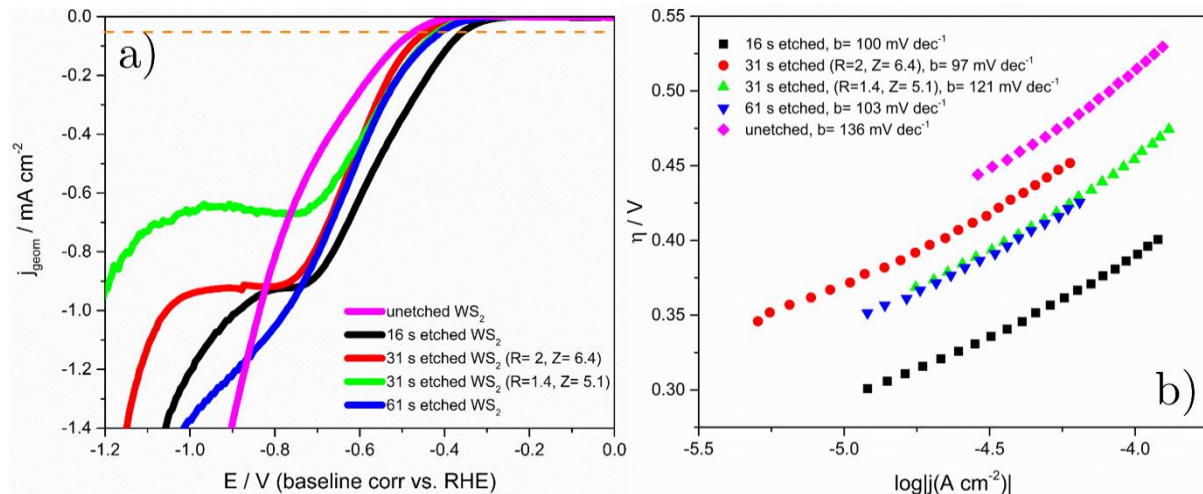 a)
0.0
-0.2
-0.4
-0.6
-0.8
-1.0
-1.2
-1.4
j_geom / mA cm⁻²
unetched WS₂
16 s etched WS₂
31 s etched WS₂ (R= 2, Z= 6.4)
31 s etched WS₂ (R=1.4, Z= 5.1)
61 s etched WS₂
-1.2 -1.0 -0.8 -0.6 -0.4 -0.2 0.0
E / V (baseline corr vs. RHE)
0.55
0.50
0.45
0.40
0.35
0.30
η / V
16 s etched, b= 100 mV dec⁻¹
31 s etched (R=2, Z= 6.4), b= 97 mV dec⁻¹
31 s etched, (R=1.4, Z= 5.1), b= 121 mV dec⁻¹
61 s etched, b= 103 mV dec⁻¹
unetched, b= 136 mV dec⁻¹
b)
-5.5 -5.0 -4.5 -4.0
log|j(A cm⁻²)|